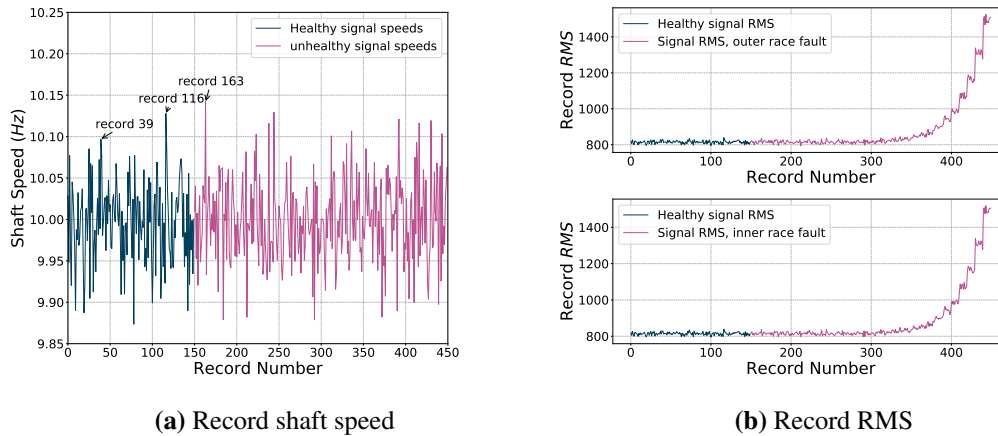 10.25
10.20
10.15
10.10
10.05
10.00
9.95
9.90
9.85
Shaft Speed (Hz)
Healthy signal speeds
unhealthy signal speeds
record 163
record 116
record 39
0 50 100 150 200 250 300 350 400 450
Record Number
(a) Record shaft speed
1400
1200
1000
800
Record RMS
Healthy signal RMS
Signal RMS, outer race fault
0 100 200 300 400
Record Number
1400
1200
1000
800
Record RMS
Healthy signal RMS
Signal RMS, inner race fault
0 100 200 300 400
Record Number
(b) Record RMS